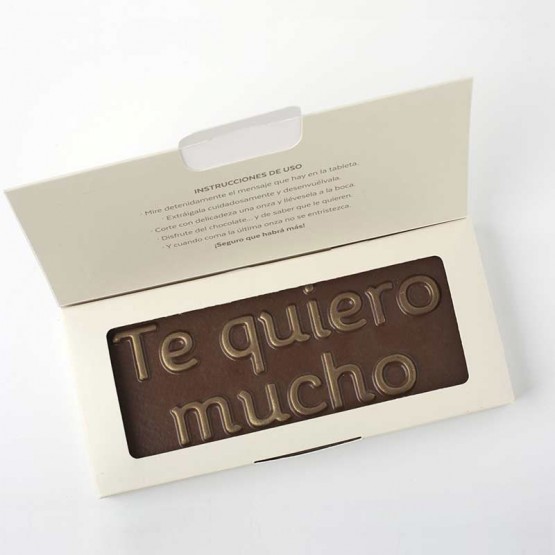 INSTRUCCIONES DE USO
· Mire detenidamente el mensaje que hay en la tableta.
· Extráigala cuidadosamente y desenvuélvala.
· Corte con delicadeza una onza y llévesela a la boca.
· Disfrute del chocolate... y de saber que le quieren.
· Y cuando coma la última onza no se entristezca.
¡Seguro que habrá más!
Te quiero
mucho